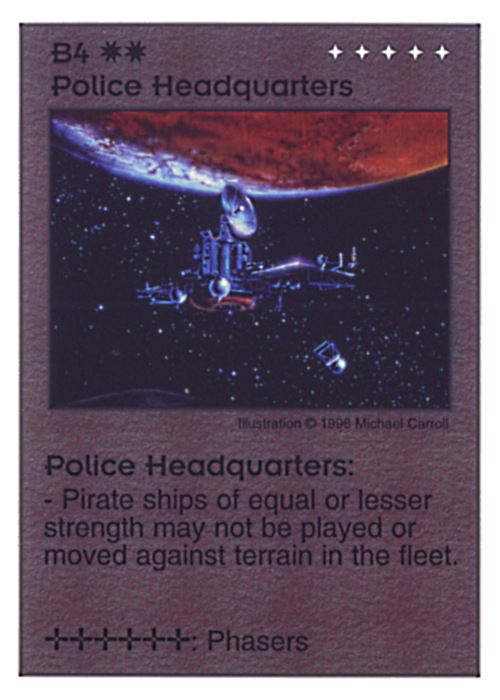 B4 ✷✷ ✦ ✦ ✦ ✦ ✦
Police Headquarters
Illustration © 1996 Michael Carroll
Police Headquarters:
- Pirate ships of equal or lesser
strength may not be played or
moved against terrain in the fleet.
✢✢✢✢✢✢: Phasers